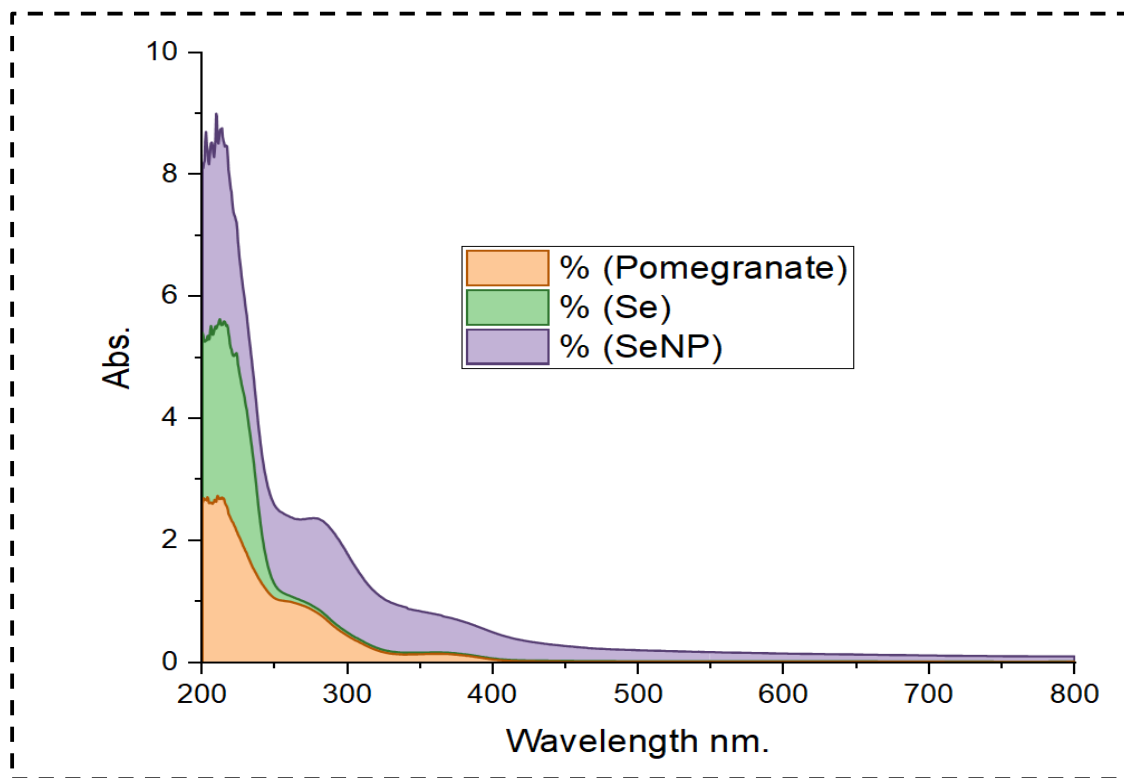 10
8
6
4
2
0
Abs.
% (Pomegranate)
% (Se)
% (SeNP)
200 300 400 500 600 700 800
Wavelength nm.